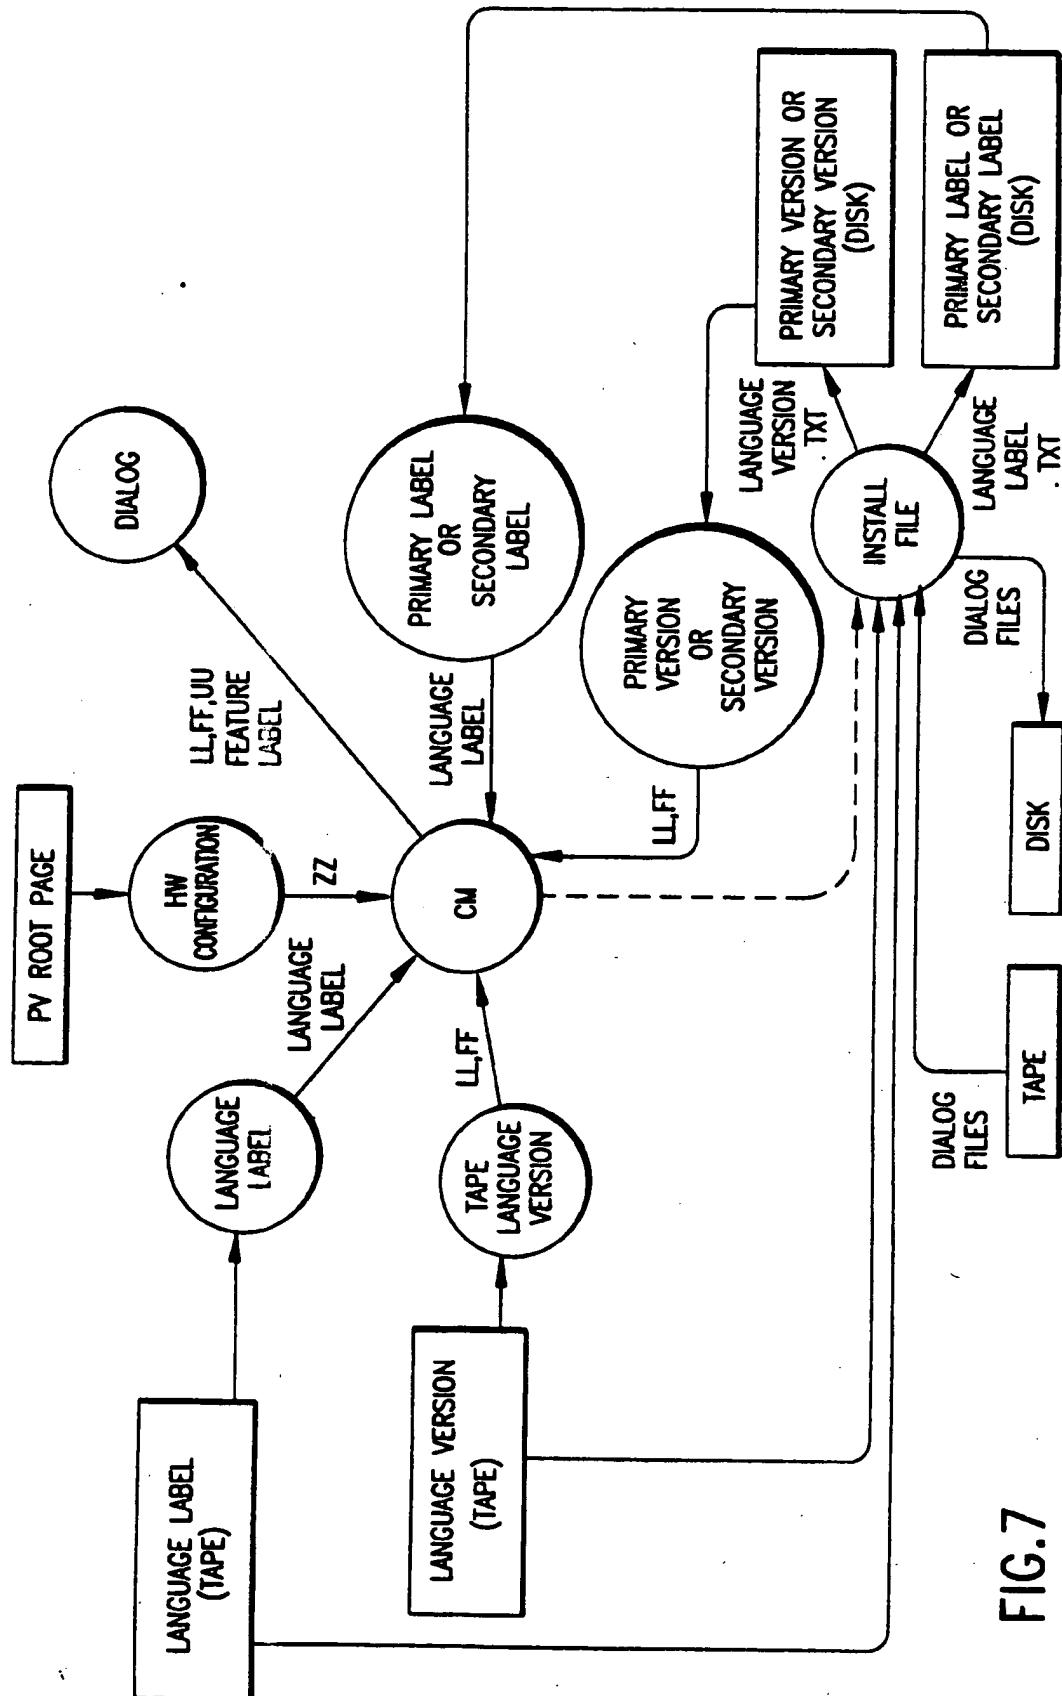 LANGUAGE LABEL
(TAPE)
LANGUAGE
LABEL
LANGUAGE
LABEL
PV ROOT PAGE
HW
CONFIGURATION
ZZ
LL,FF,UU
FEATURE
LABEL
DIALOG
LANGUAGE VERSION
(TAPE)
TAPE
LANGUAGE
VERSION
LL,FF
CM
LANGUAGE
LABEL
PRIMARY LABEL
OR
SECONDARY
LABEL
LL,FF
PRIMARY
VERSION
OR
SECONDARY
VERSION
LANGUAGE
VERSION
TXT
PRIMARY VERSION OR
SECONDARY VERSION
(DISK)
INSTALL
FILE
LANGUAGE
LABEL
.TXT
PRIMARY LABEL OR
SECONDARY LABEL
(DISK)
DIALOG
FILES
TAPE
DIALOG
FILES
DISK
FIG.7